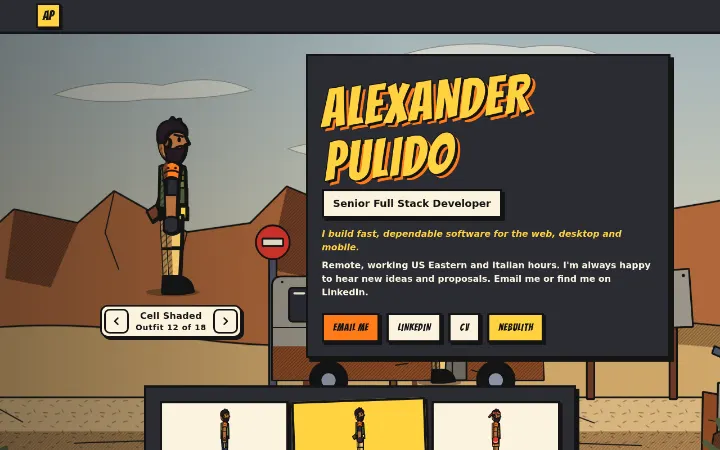 AP
ALEXANDER
PULIDO
Senior Full Stack Developer
I build fast, dependable software for the web, desktop and
mobile.
Remote, working US Eastern and Italian hours. I'm always happy
to hear new ideas and proposals. Email me or find me on
LinkedIn.
EMAIL ME
LINKEDIN
CV
NEBULITH
Cell Shaded
Outfit 12 of 18